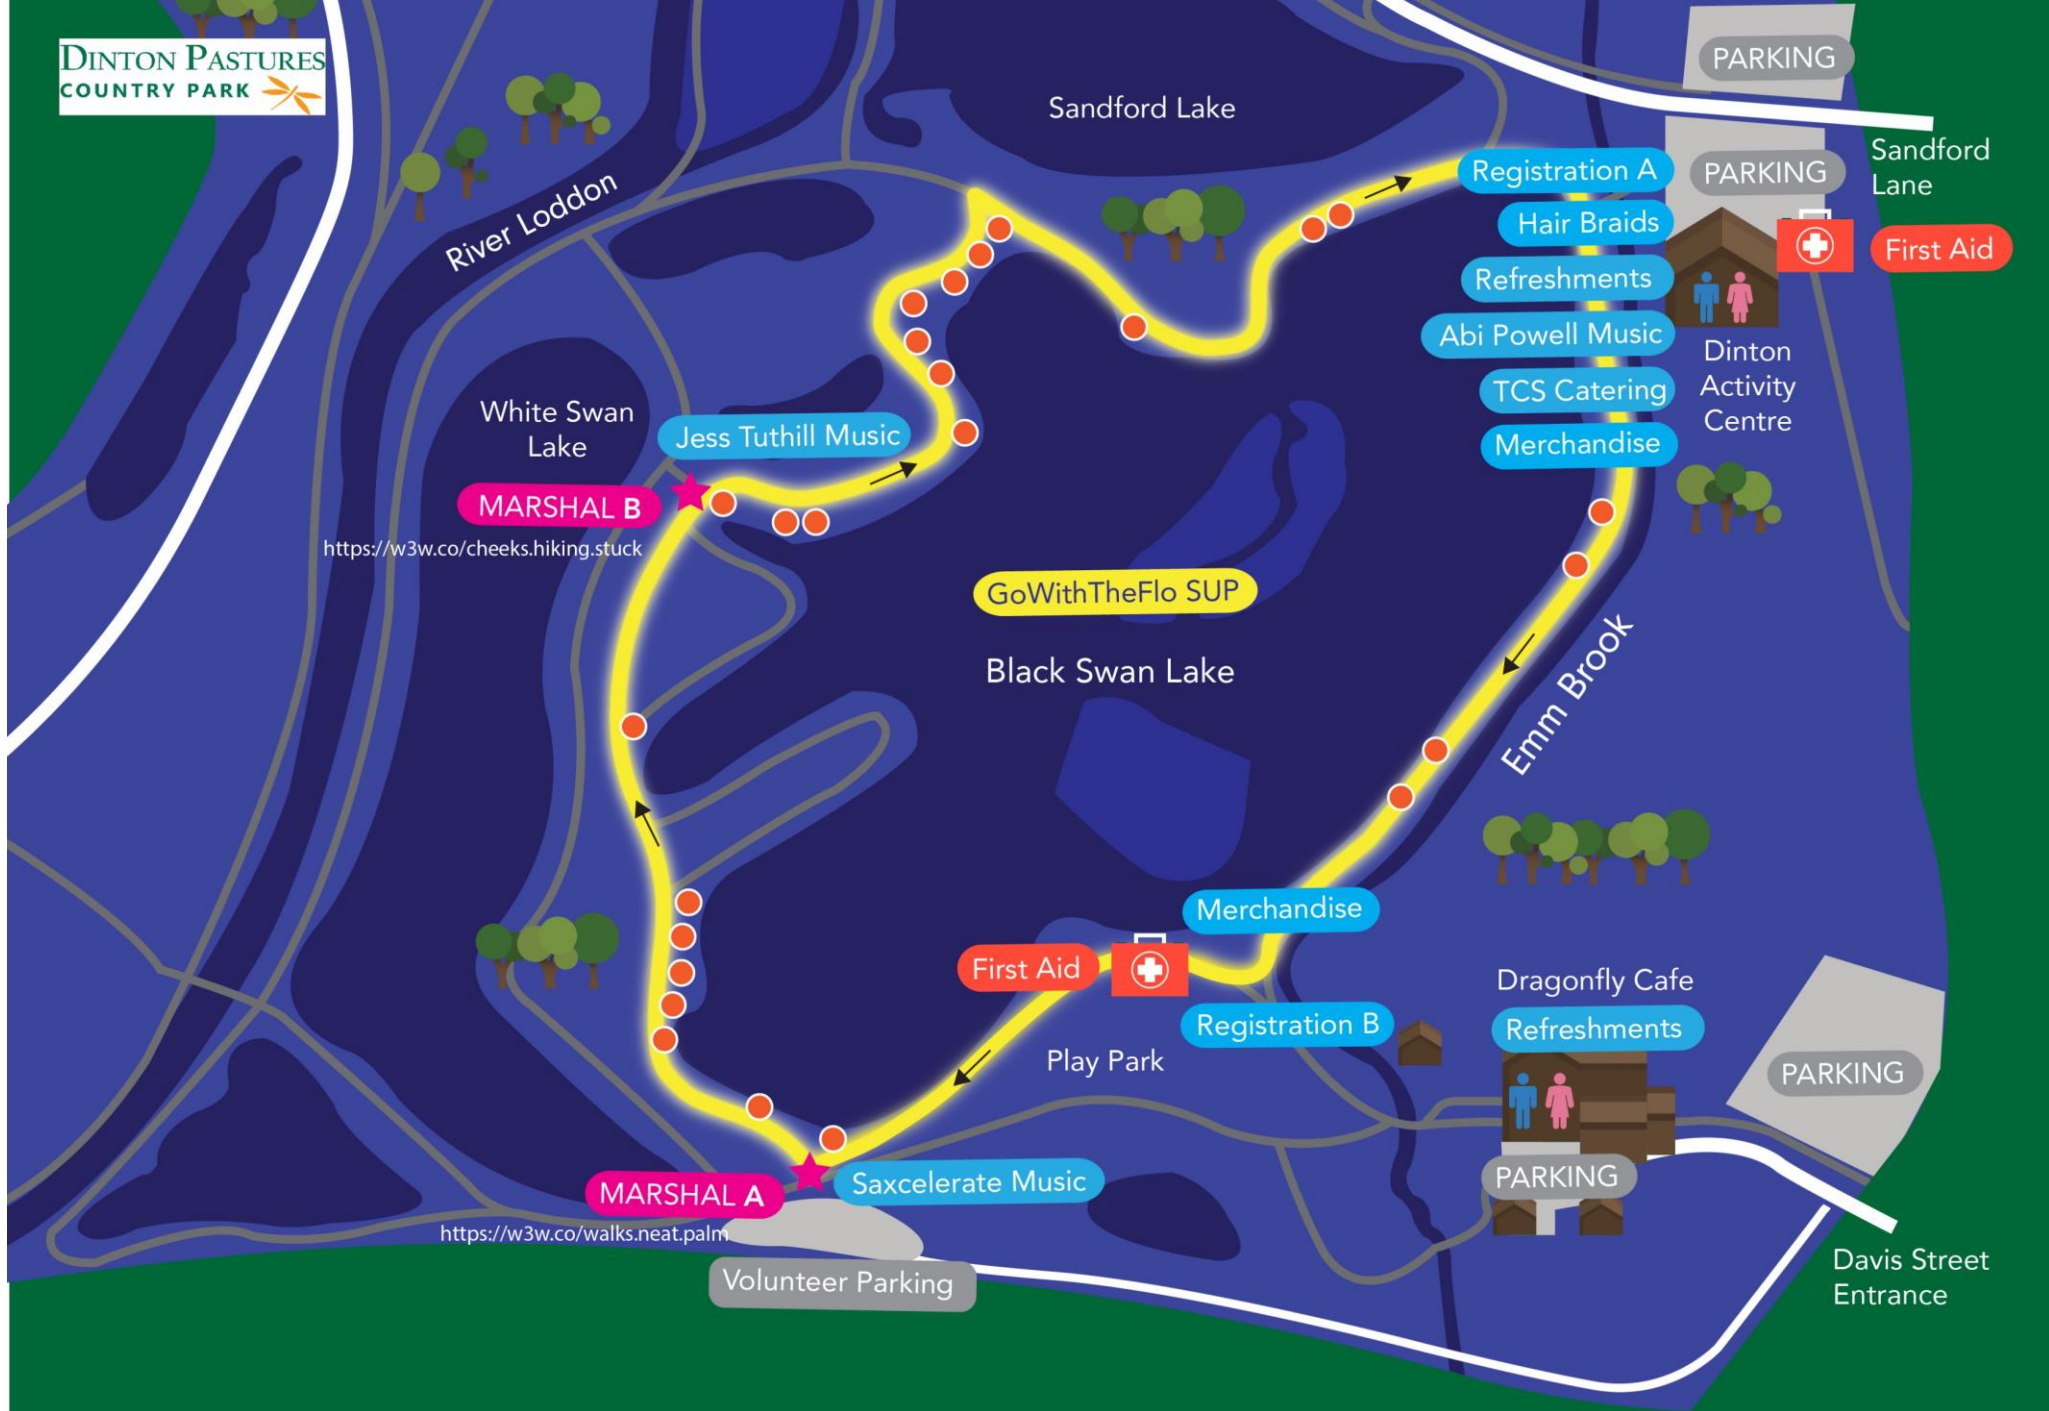 DINTON PASTURES
COUNTRY PARK
Sandford Lake
PARKING
Sandford
Lane
Registration A
PARKING
Hair Braids
First Aid
River Loddon
Refreshments
Abi Powell Music
Dinton
Activity
Centre
TCS Catering
Merchandise
White Swan
Lake
Jess Tuthill Music
MARSHAL B
https://w3w.co/cheeks.hiking.stuck
GoWithTheFlo SUP
Black Swan Lake
Emm Brook
Merchandise
First Aid
Registration B
Play Park
Dragonfly Cafe
Refreshments
PARKING
PARKING
MARSHAL A
Saxcelerate Music
https://w3w.co/walks.neat.palm
Volunteer Parking
Davis Street
Entrance